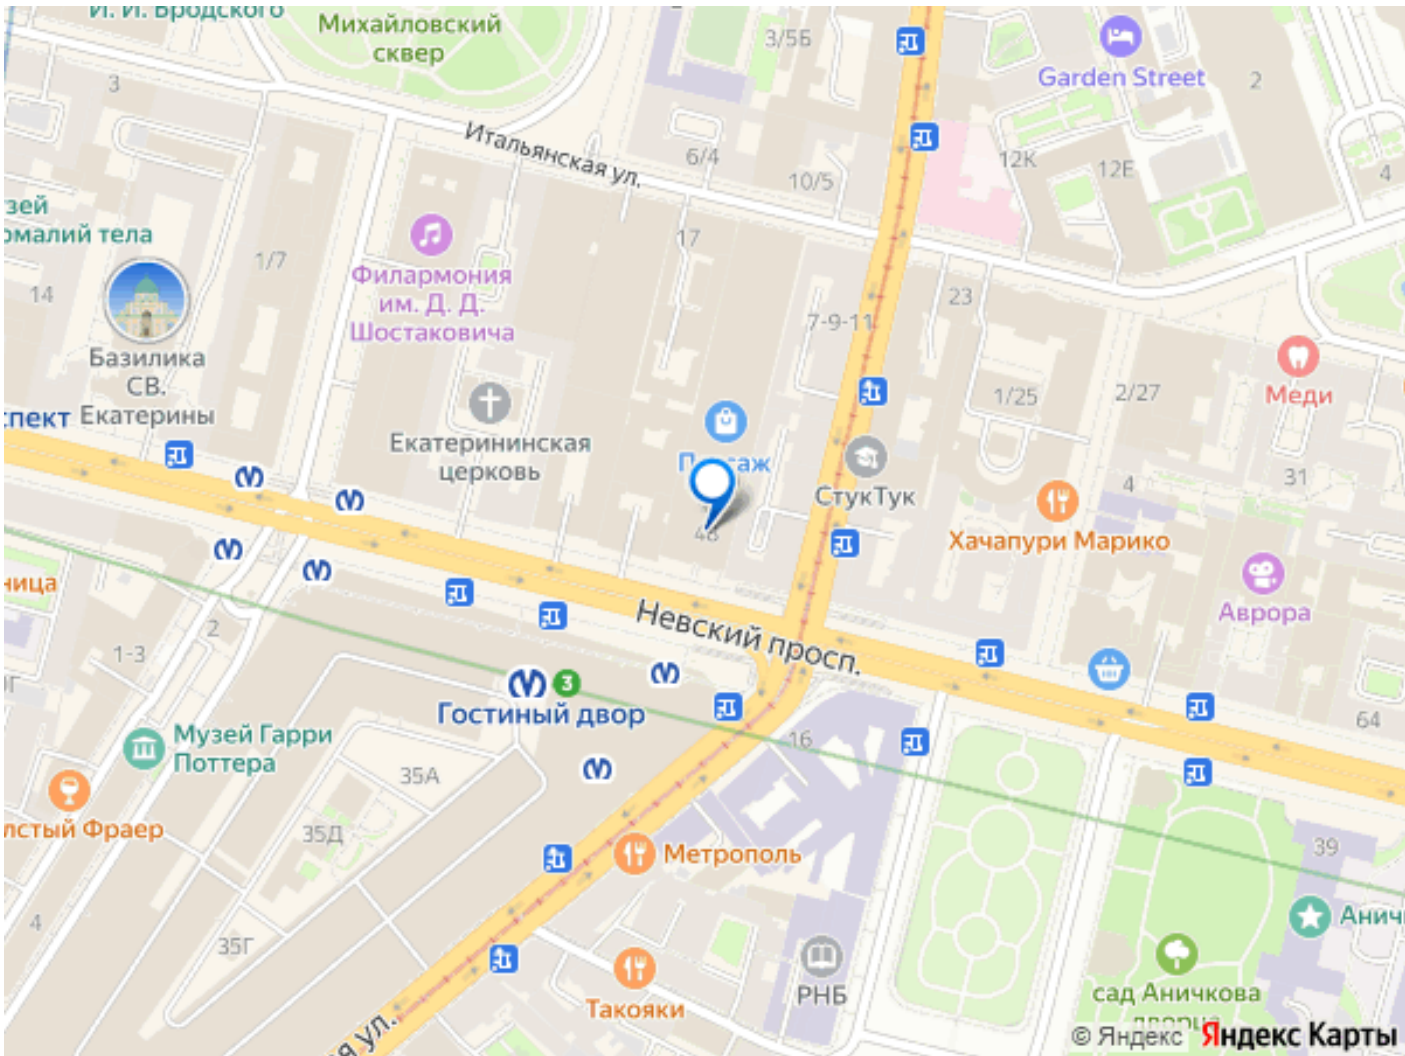 И. И. Бродского
Михайловский
сквер
3/5Б
Garden Street
2
3
Итальянская ул.
6/4
10/5
12К
12Е
4
зей
омалий тела
1/7
14
Филармония
им. Д. Д.
Шостаковича
17
7-9-11
23
Базилика
СВ.
Екатерины
спект
Екатерининская
церковь
1/25
2/27
Меди
СтукТук
4
31
Хачапури Марико
Аврора
ница
2
1-3
Невский просп.
3
Гостиный двор
Музей Гарри
Поттера
35А
16
64
лстый Фраер
35Д
Метрополь
39
4
35Г
Анич
РНБ
Такояки
сад Аничкова
дворца
я ул.
© Яндекс Яндекс Карты